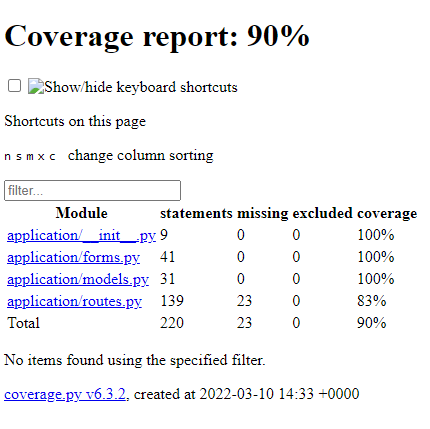 Coverage report: 90%
Show/hide keyboard shortcuts
Shortcuts on this page
n s m x c change column sorting
filter...
Module statements missing excluded coverage
application/__init__.py 9 0 0 100%
application/forms.py 41 0 0 100%
application/models.py 31 0 0 100%
application/routes.py 139 23 0 83%
Total 220 23 0 90%
No items found using the specified filter.
coverage.py v6.3.2, created at 2022-03-10 14:33 +0000